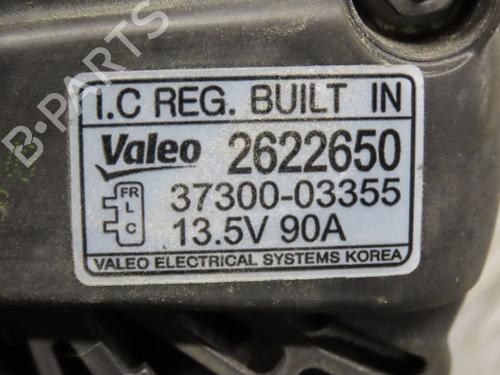 B-PARTS
I.C REG. BUILT IN
Valeo 2622650
FR
L
C
37300-03355
13.5V 90A
VALEO ELECTRICAL SYSTEMS KOREA